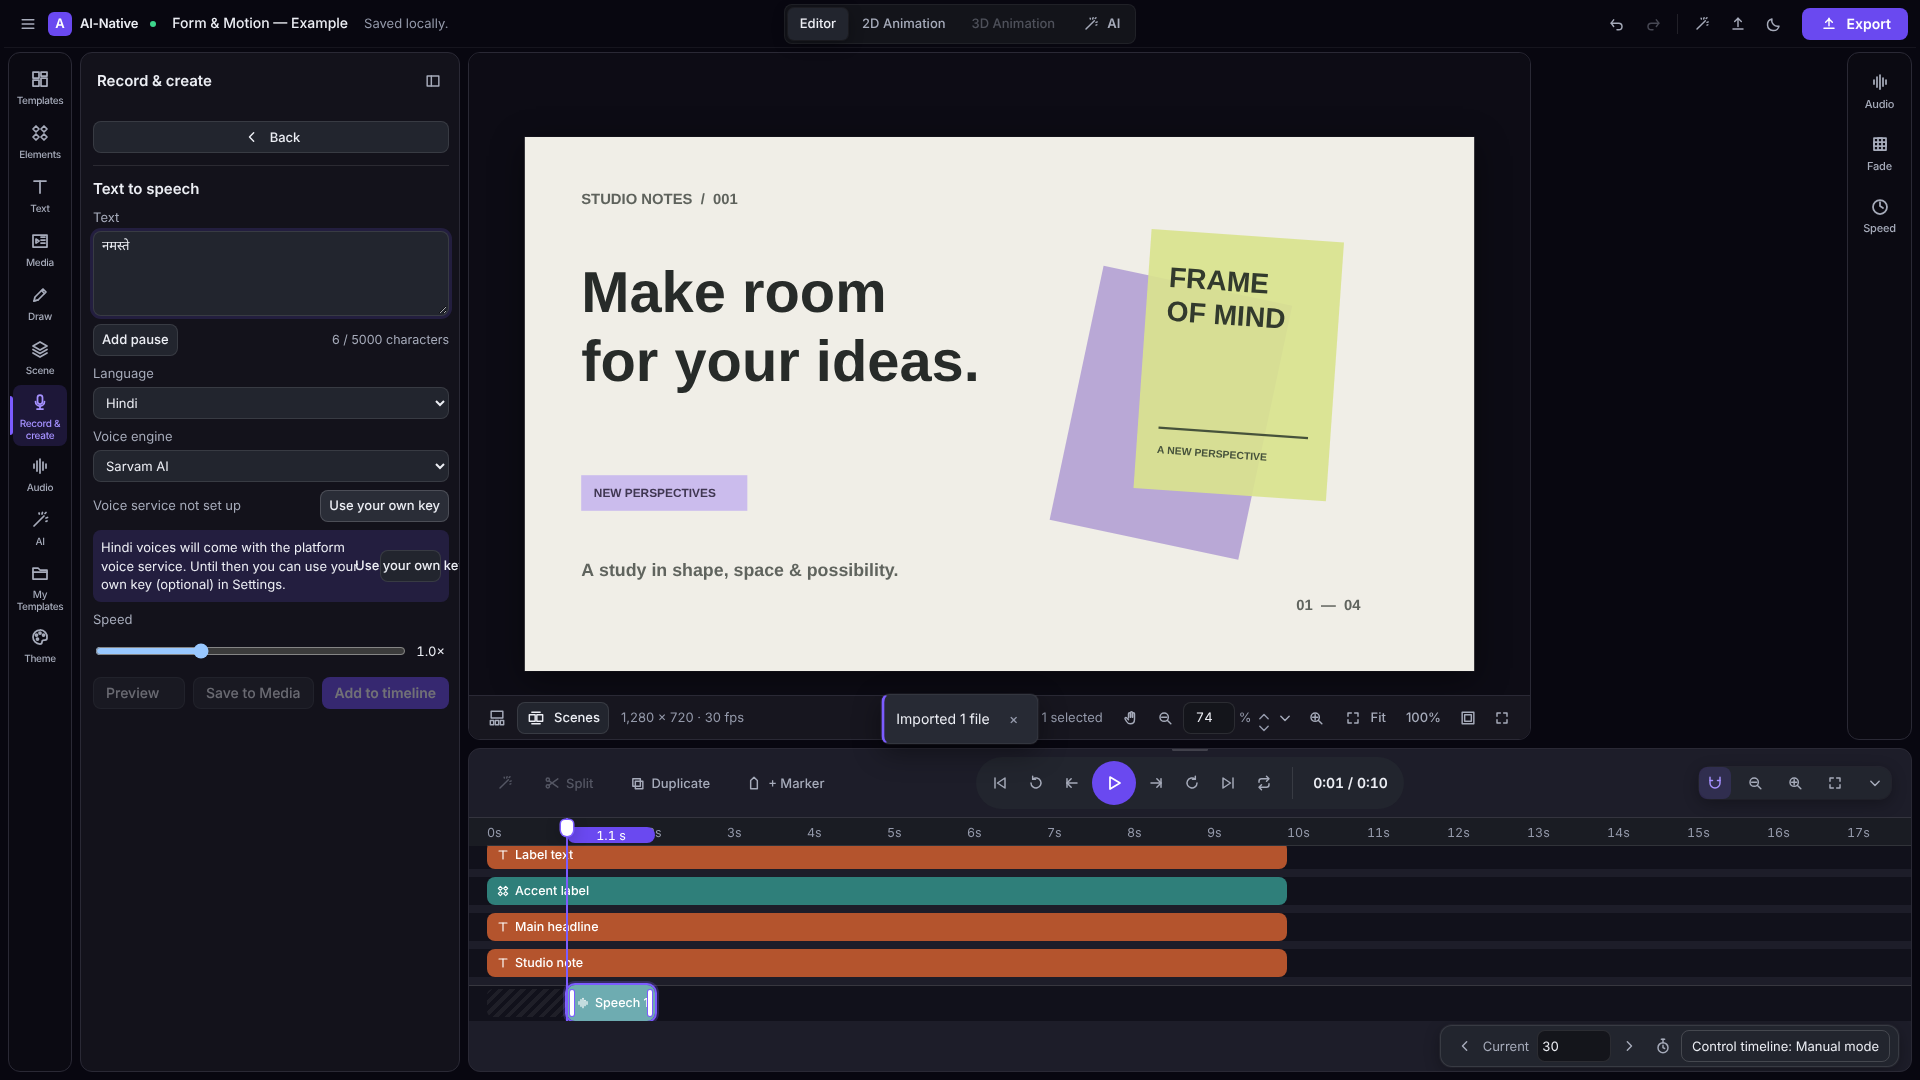 A AI-Native Form & Motion — Example Saved locally.
Editor 2D Animation 3D Animation AI
Export
Templates
Elements
Text
Media
Draw
Scene
Record &
create
Audio
AI
My
Templates
Theme
Record & create
Back
Text to speech
Text
नमस्ते
Add pause 6 / 5000 characters
Language
Hindi
Voice engine
Sarvam AI
Voice service not set up Use your own key
Hindi voices will come with the platform
voice service. Until then you can use your
own key (optional) in Settings.
Use your own ke
Speed
1.0×
Preview Save to Media Add to timeline
STUDIO NOTES / 001
Make room
for your ideas.
NEW PERSPECTIVES
A study in shape, space & possibility.
FRAME
OF MIND
A NEW PERSPECTIVE
01 — 04
Audio
Fade
Speed
Scenes 1,280 × 720 · 30 fps
Imported 1 file ×
1 selected 74 % Fit 100%
Split Duplicate + Marker
0:01 / 0:10
0s 1.1 s s 3s 4s 5s 6s 7s 8s 9s 10s 11s 12s 13s 14s 15s 16s 17s
Label text
Accent label
Main headline
Studio note
Speech
Current 30 Control timeline: Manual mode